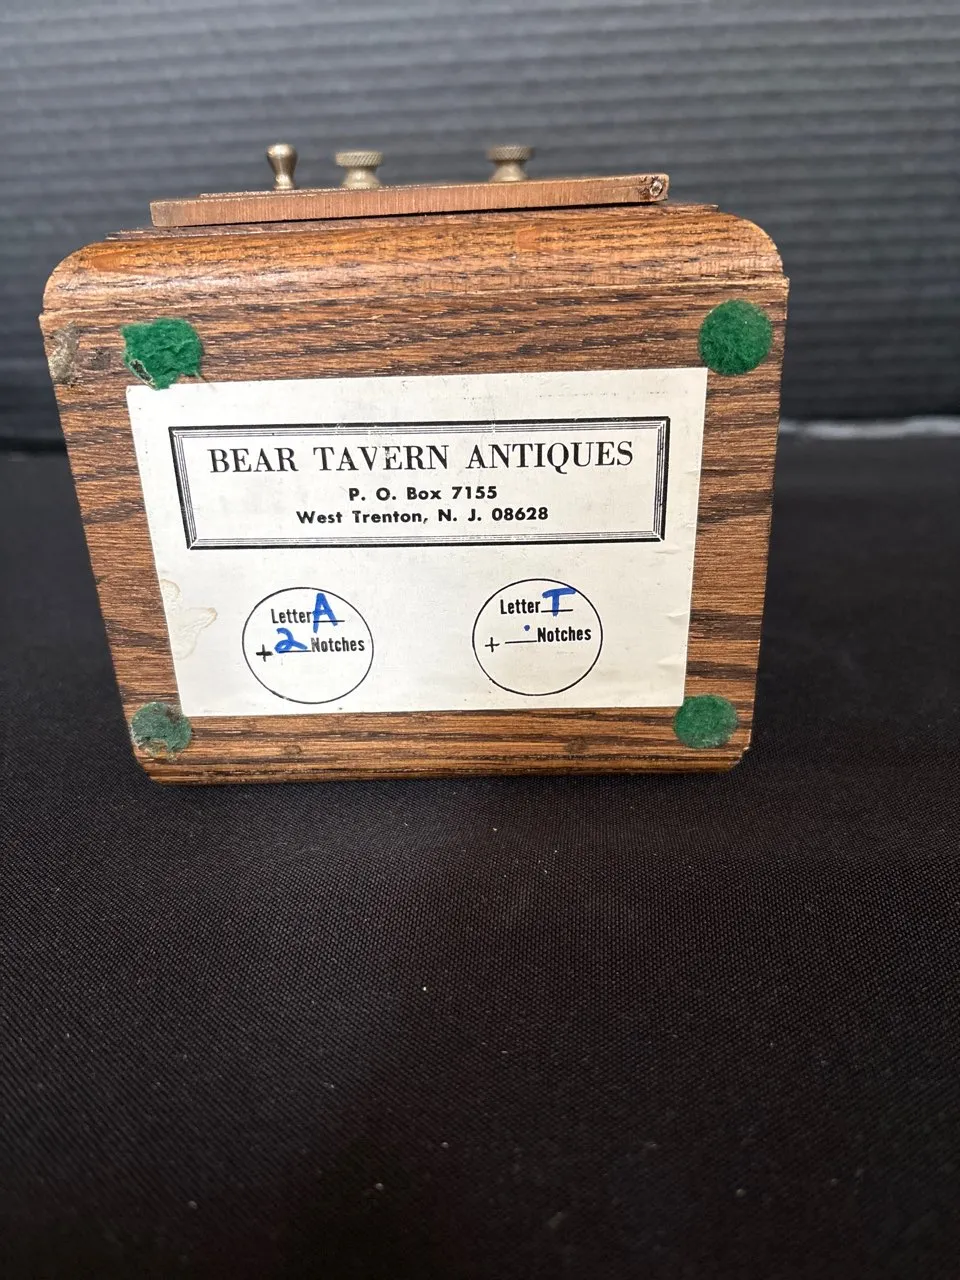 BEAR TAVERN ANTIQUES
P. O. Box 7155
West Trenton, N. J. 08628
Letter A
+ 2 Notches
Letter T
+ . Notches